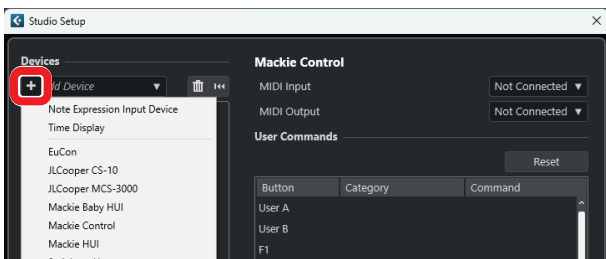 Studio Setup
Devices
Device
Note Expression Input Device
Time Display
EuCon
JLCooper CS-10
JLCooper MCS-3000
Mackie Baby HUI
Mackie Control
Mackie HUI
Mackie Control
MIDI Input Not Connected
MIDI Output Not Connected
User Commands
Reset
Button Category Command
User A
User B
F1